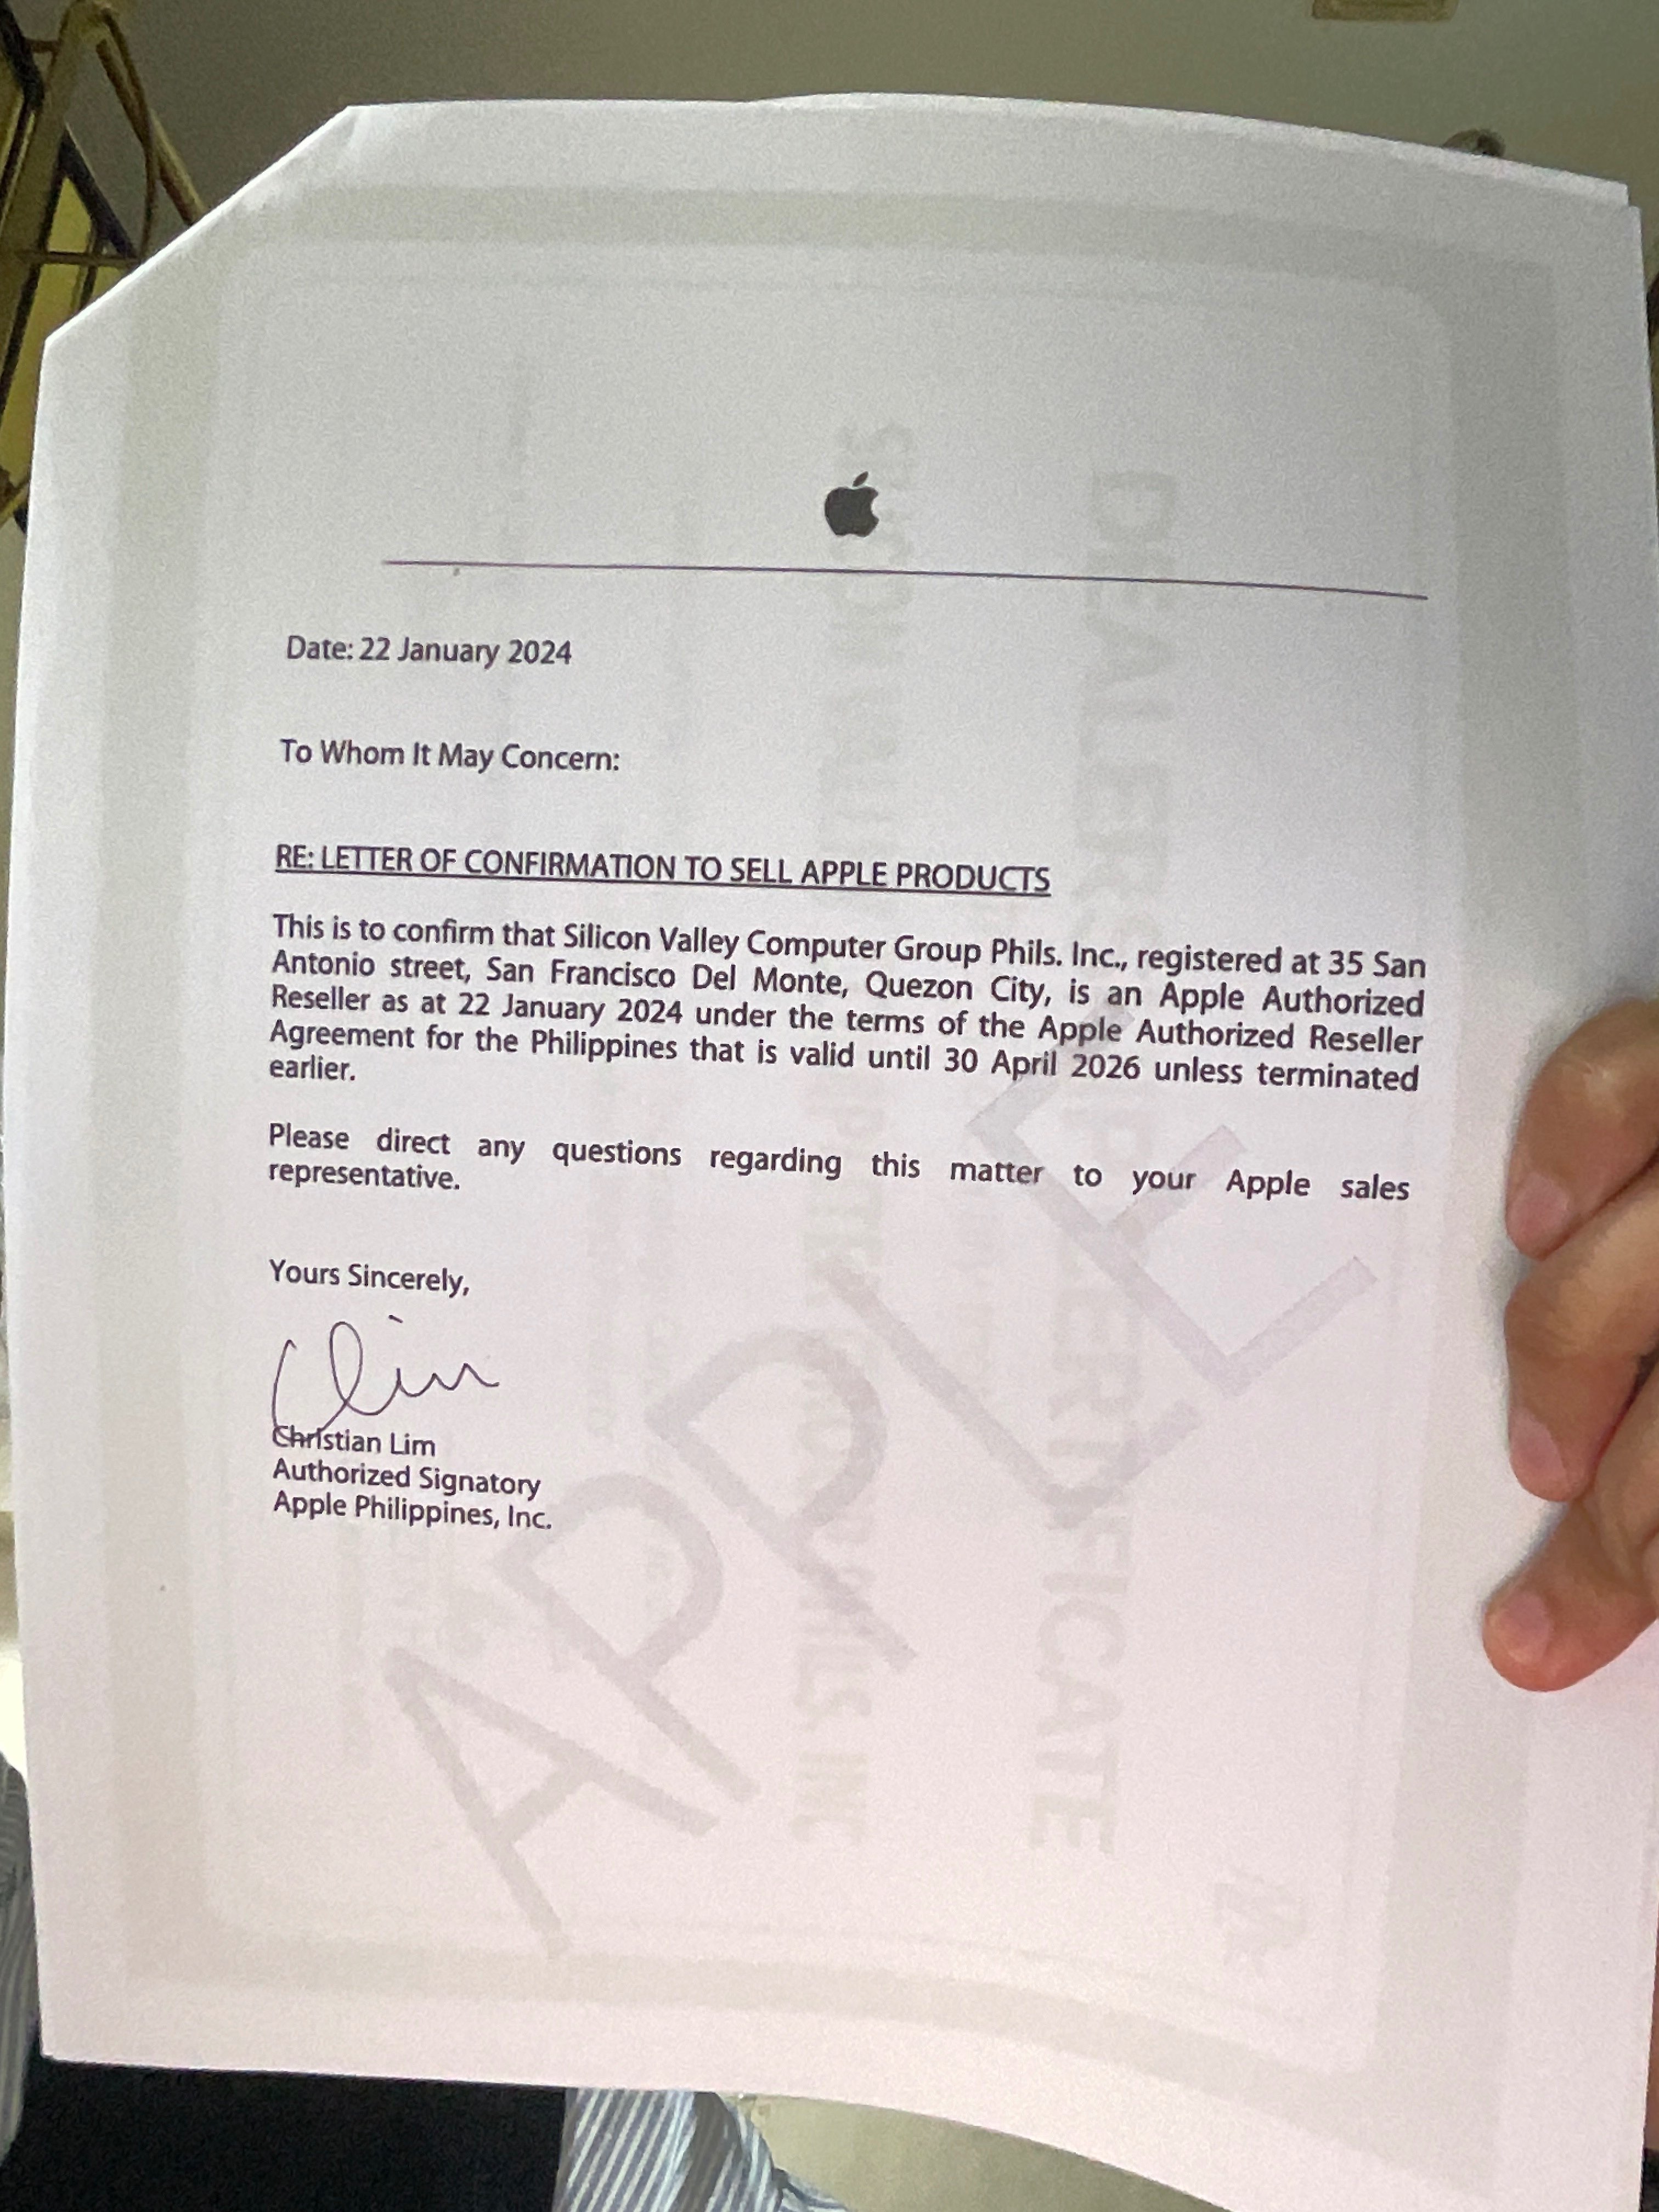 Date: 22 January 2024
To Whom It May Concern:
RE: LETTER OF CONFIRMATION TO SELL APPLE PRODUCTS
This is to confirm that Silicon Valley Computer Group Phils. Inc., registered at 35 San
Antonio street, San Francisco Del Monte, Quezon City, is an Apple Authorized
Reseller as at 22 January 2024 under the terms of the Apple Authorized Reseller
Agreement for the Philippines that is valid until 30 April 2026 unless terminated
earlier.
Please direct any questions regarding this matter to your Apple sales
representative.
Yours Sincerely,
Clim
Christian Lim
Authorized Signatory
Apple Philippines, Inc.
APPLE
DEALERSHIP CERTIFICATE